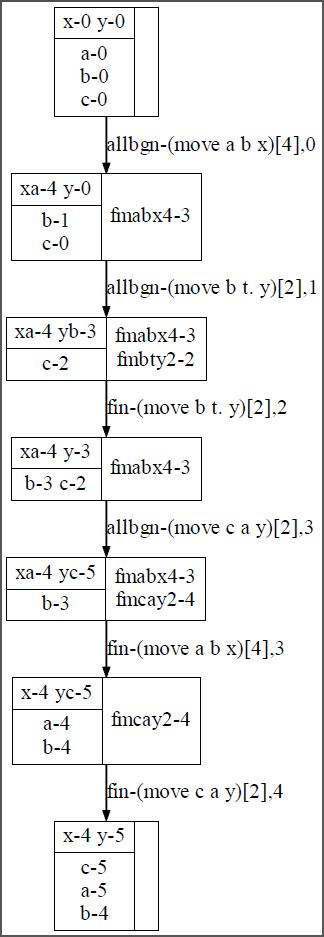 x-0 y-0
a-0
b-0
c-0
allbgn-(move a b x)[4],0
xa-4 y-0
b-1
c-0
fmabx4-3
allbgn-(move b t. y)[2],1
xa-4 yb-3
c-2
fmabx4-3
fmbty2-2
fin-(move b t. y)[2],2
xa-4 y-3
b-3 c-2
fmabx4-3
allbgn-(move c a y)[2],3
xa-4 yc-5
b-3
fmabx4-3
fmcay2-4
fin-(move a b x)[4],3
x-4 yc-5
a-4
b-4
fmcay2-4
fin-(move c a y)[2],4
x-4 y-5
c-5
a-5
b-4